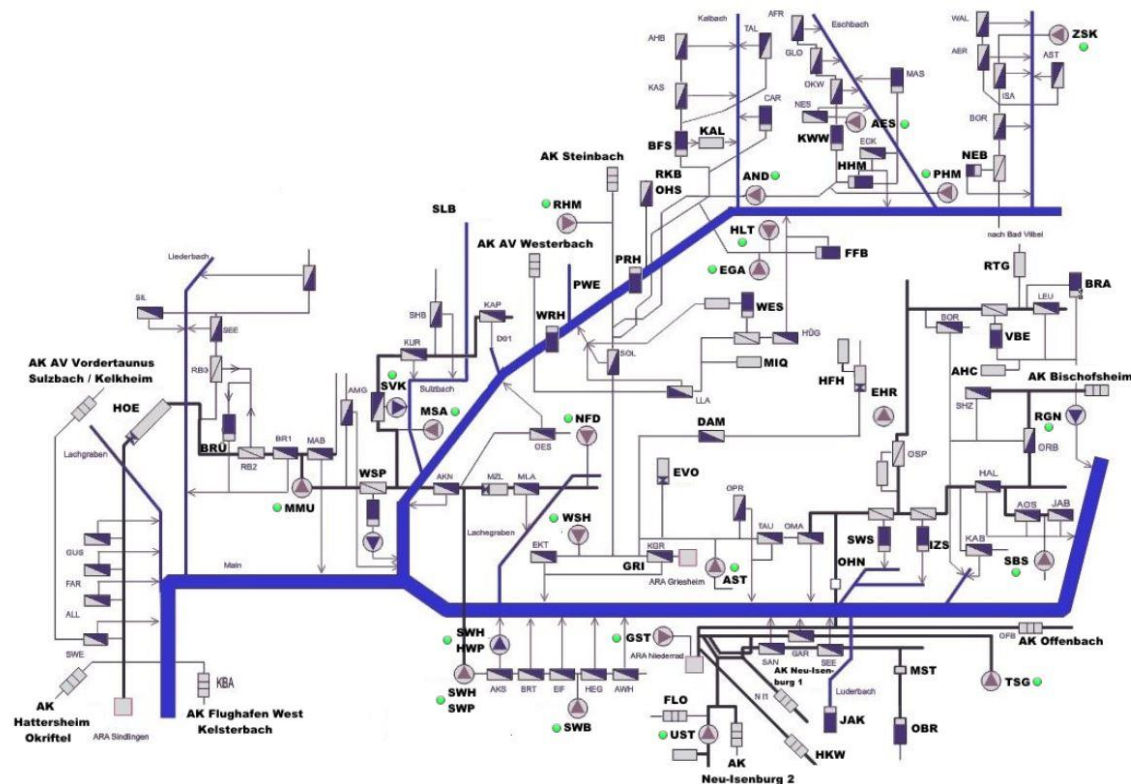 Kalbach
AFR
Eschbach
WAL
ZSK
AHB
TAL
GLO
AER
AST
KAS
OKW
MAS
ISA
CAR
NES
AES
BGR
KAL
BFS
KWW
EDK
NEB
AK Steinbach
RKB
OHS
AND
HHM
PHM
RHM
SLB
HLT
nach Bad Vilbel
AK AV Westerbach
FFB
Liederbach
EGA
RTG
PRH
BRA
PWE
SIL
KAP
WES
LEU
SHB
BOR
SEE
WRH
DG1
VBE
KUR
HÜG
SOL
RB3
MIQ
AK AV Vordertaunus
Sulzbach / Kelkheim
Sulzbach
HFH
AHC
AK Bischofsheim
SVK
AMG
LLA
EHR
SHZ
HOE
MSA
NFD
RGN
BRÜ
BR1
MAB
DAM
ORB
Lachgraben
OES
OSP
RB2
WSP
EVO
AKN
MZL
MLA
HAL
OPR
MMU
WSH
AOS
JAB
Lachegraben
TAU
OMA
GUS
EKT
KGR
SWS
IZS
KAB
Main
GRI
ARA Griesheim
OHN
SBS
FAR
AST
ALL
SWH
HWP
GST
OFB
AK Offenbach
SWE
ARA Niederrad
GAR
SAN
AK Neu-Isen-
burg 1
SEE
MST
KBA
SWH
SWP
AKS
BRT
EIF
HEG
AWH
TSG
NI1
Luderbach
AK
Hattersheim
Okriftel
AK Flughafen West
Kelsterbach
FLO
JAK
OBR
ARA Sindlingen
SWB
UST
AK
HKW
Neu-Isenburg 2